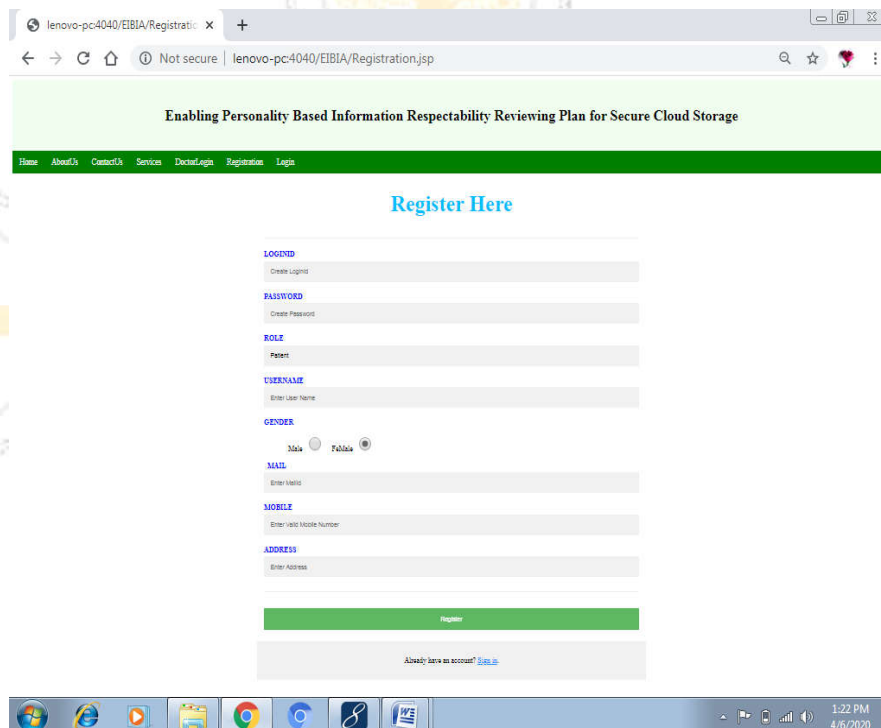 lenovo-pc:4040/EIBIA/Registratic
Not secure | lenovo-pc:4040/EIBIA/Registration.jsp
Enabling Personality Based Information Respectability Reviewing Plan for Secure Cloud Storage
Home AboutUs ContactUs Services DoctorLogin Registration Login
Register Here
LOGINID
Create LoginId
PASSWORD
Create Password
ROLE
Patient
USERNAME
Enter User Name
GENDER
Male FeMale
MAIL
Enter MailId
MOBILE
Enter valid Mobile Number
ADDRESS
Enter Address
Register
Already have an account? Sign in.
1:22 PM
4/6/2020